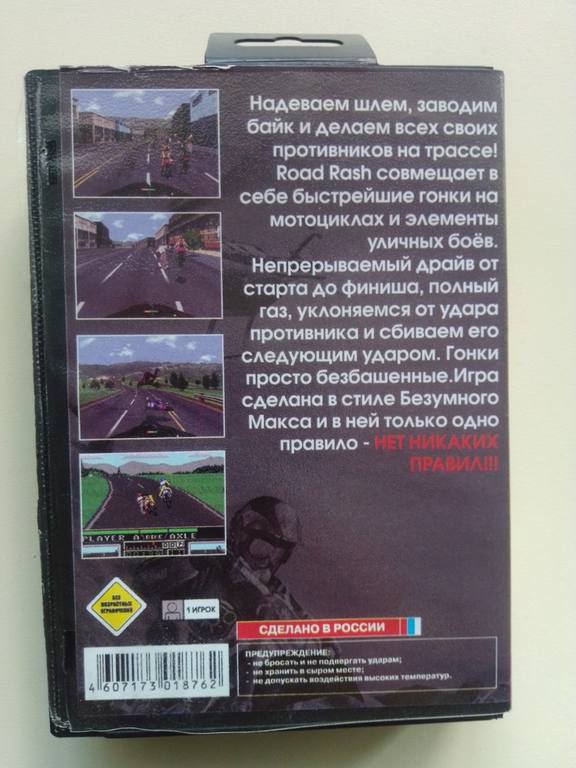 Надеваем шлем, заводим
байк и делаем всех своих
противников на трассе!
Road Rash совмещает в
себе быстрейшие гонки на
мотоциклах и элементы
уличных боёв.
Непрерываемый драйв от
старта до финиша, полный
газ, уклоняемся от удара
противника и сбиваем его
следующим ударом. Гонки
просто безбашенные.Игра
сделана в стиле Безумного
Макса и в ней только одно
правило - НЕТ НИКАКИХ
ПРАВИЛ!!!
PLAYER A
БЕЗ
ВОЗРАСТНЫХ
ОГРАНИЧЕНИЙ
1 ИГРОК
СДЕЛАНО В РОССИИ
ПРЕДУПРЕЖДЕНИЕ:
- не бросать и не подвергать ударам;
- не хранить в сыром месте;
- не допускать воздействия высоких температур.
4 607173 018762